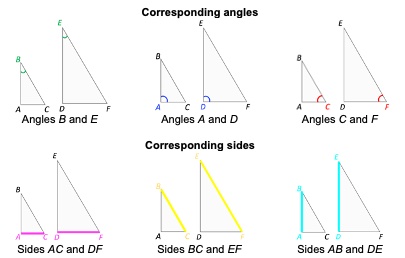 Corresponding angles
E
B
A C D F
Angles B and E
E
B
A C D F
Angles A and D
E
B
A C D F
Angles C and F
Corresponding sides
E
B
A C D F
Sides AC and DF
E
B
A C D F
Sides BC and EF
E
B
A C D F
Sides AB and DE